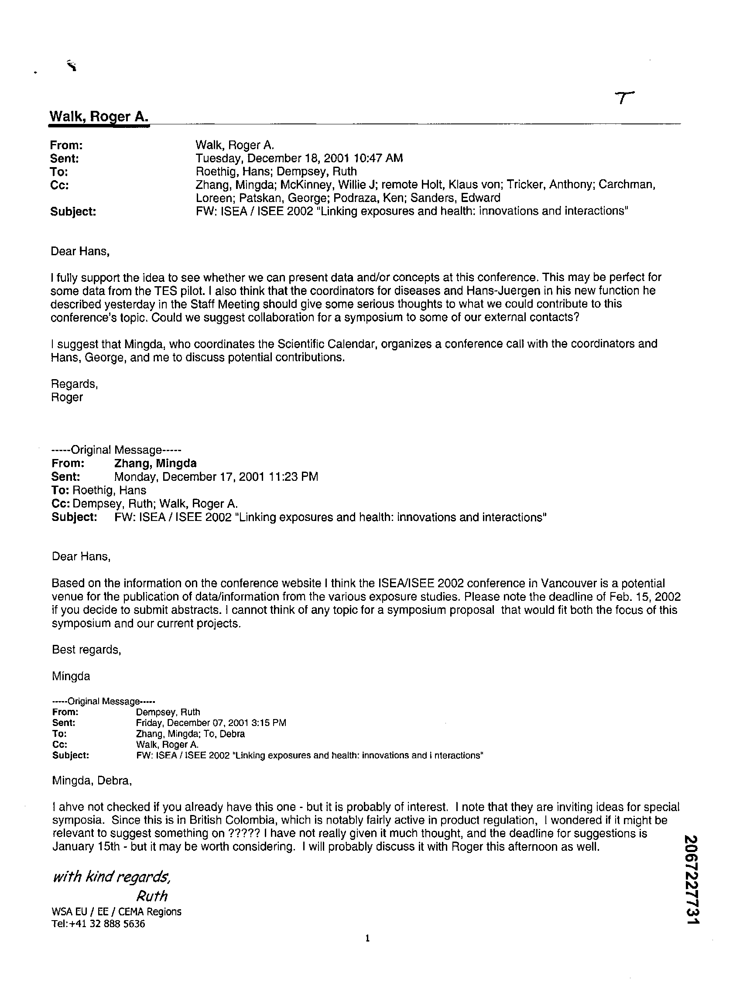 T
Walk, Roger A.
From: Walk, Roger A.
Sent: Tuesday, December 18, 2001 10:47 AM
To: Roethig, Hans; Dempsey, Ruth
Cc: Zhang, Mingda; McKinney, Willie J; remote Holt, Klaus von; Tricker, Anthony; Carchman,
Loreen; Patskan, George; Podraza, Ken; Sanders, Edward
Subject: FW: ISEA / ISEE 2002 "Linking exposures and health: innovations and interactions"
Dear Hans,
I fully support the idea to see whether we can present data and/or concepts at this conference. This may be perfect for
some data from the TES pilot. I also think that the coordinators for diseases and Hans-Juergen in his new function he
described yesterday in the Staff Meeting should give some serious thoughts to what we could contribute to this
conference's topic. Could we suggest collaboration for a symposium to some of our external contacts?
I suggest that Mingda, who coordinates the Scientific Calendar, organizes a conference call with the coordinators and
Hans, George, and me to discuss potential contributions.
Regards,
Roger
-----Original Message-----
From: Zhang, Mingda
Sent: Monday, December 17, 2001 11:23 PM
To: Roethig, Hans
Cc: Dempsey, Ruth; Walk, Roger A.
Subject: FW: ISEA / ISEE 2002 "Linking exposures and health: innovations and interactions"
Dear Hans,
Based on the information on the conference website I think the ISEA/ISEE 2002 conference in Vancouver is a potential
venue for the publication of data/information from the various exposure studies. Please note the deadline of Feb. 15, 2002
if you decide to submit abstracts. I cannot think of any topic for a symposium proposal that would fit both the focus of this
symposium and our current projects.
Best regards,
Mingda
-----Original Message-----
From: Dempsey, Ruth
Sent: Friday, December 07, 2001 3:15 PM
To: Zhang, Mingda; To, Debra
Cc: Walk, Roger A.
Subject: FW: ISEA / ISEE 2002 "Linking exposures and health: innovations and i nteractions"
Mingda, Debra,
I ahve not checked if you already have this one - but it is probably of interest. I note that they are inviting ideas for special
symposia. Since this is in British Colombia, which is notably fairly active in product regulation, I wondered if it might be
relevant to suggest something on ????? I have not really given it much thought, and the deadline for suggestions is
January 15th - but it may be worth considering. I will probably discuss it with Roger this afternoon as well.
with kind regards,
Ruth
WSA EU / EE / CEMA Regions
Tel:+41 32 888 5636
1
2067227731